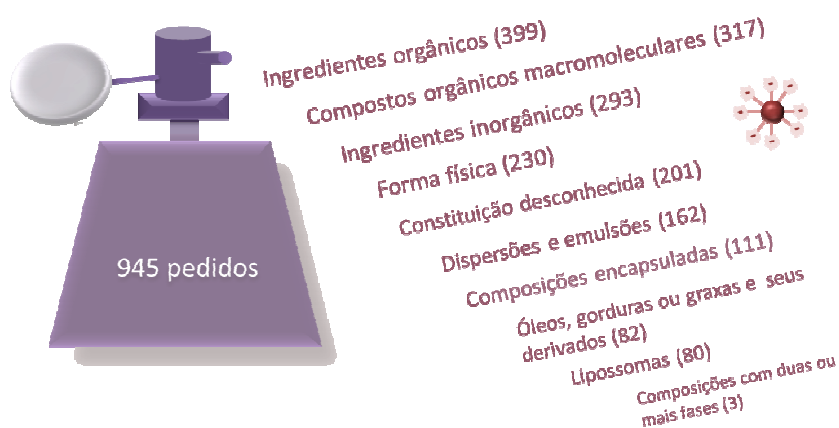 Ingredientes orgânicos (399)
Compostos orgânicos macromoleculares (317)
Ingredientes inorgânicos (293)
Forma física (230)
Constituição desconhecida (201)
Dispersões e emulsões (162)
Composições encapsuladas (111)
Óleos, gorduras ou graxas e seus
derivados (82)
Lipossomas (80)
Composições com duas ou
mais fases (3)
945 pedidos